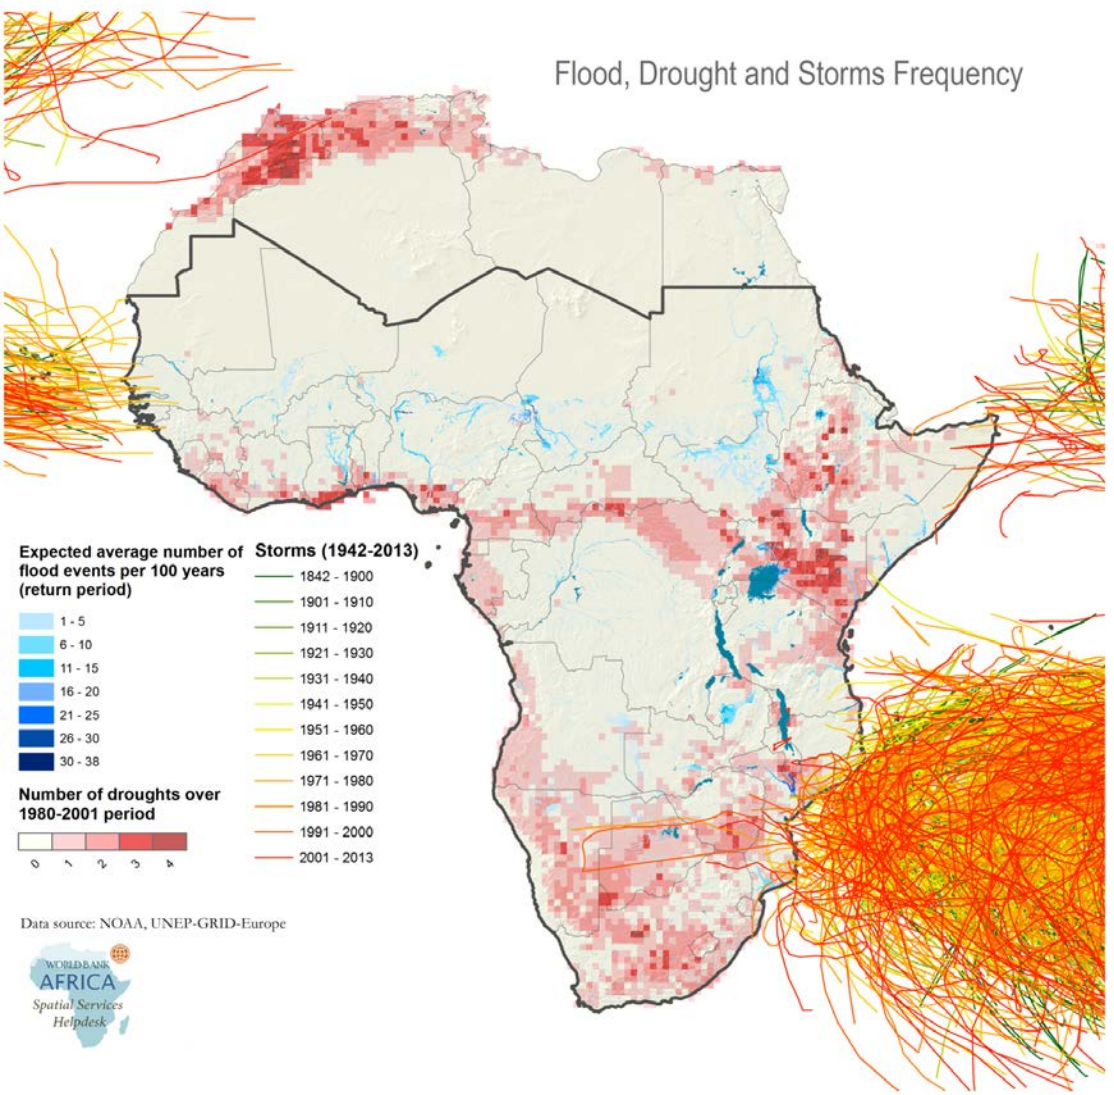 Flood, Drought and Storms Frequency
Expected average number of
flood events per 100 years
(return period)
1 - 5
6 - 10
11 - 15
16 - 20
21 - 25
26 - 30
30 - 38
Number of droughts over
1980-2001 period
0
1
2
3
4
Storms (1942-2013)
1842 - 1900
1901 - 1910
1911 - 1920
1921 - 1930
1931 - 1940
1941 - 1950
1951 - 1960
1961 - 1970
1971 - 1980
1981 - 1990
1991 - 2000
2001 - 2013
Data source: NOAA, UNEP-GRID-Europe
WORLD BANK
AFRICA
Spatial Services
Helpdesk